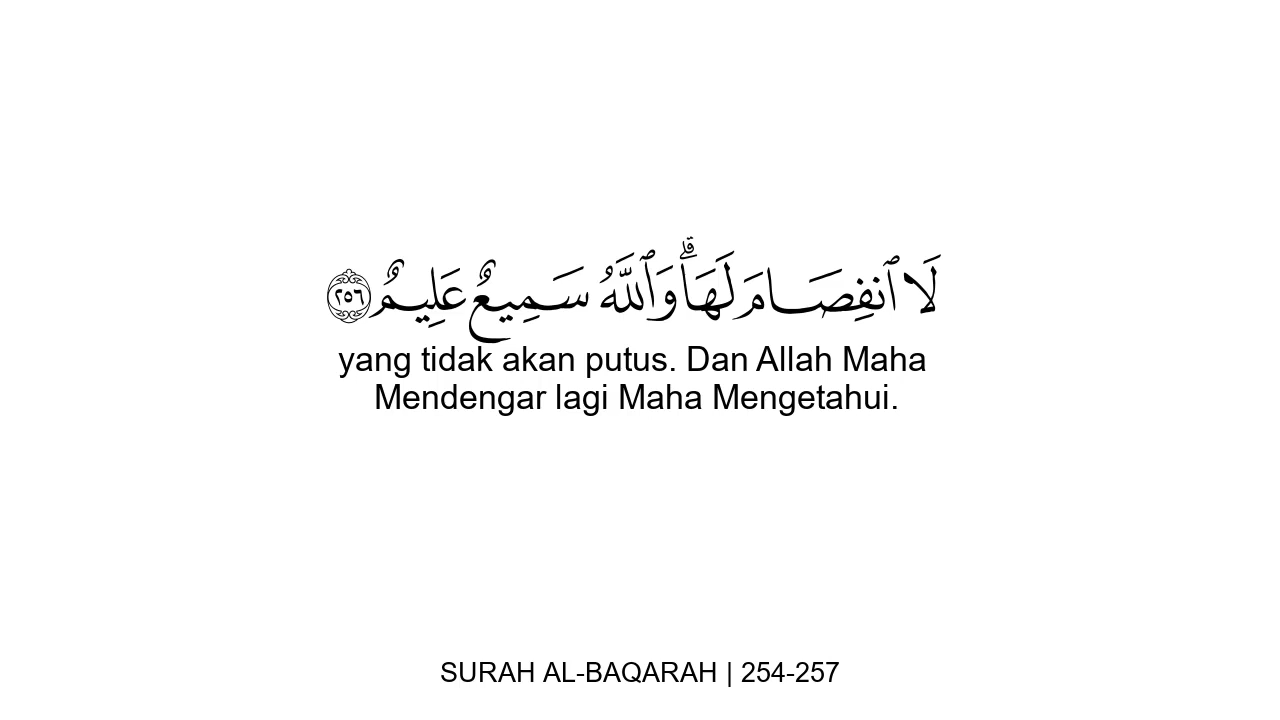 لَا ٱنفِصَامَ لَهَاۗ وَٱللَّهُ سَمِيعٌ عَلِيمٌ ٢٥٦
yang tidak akan putus. Dan Allah Maha
Mendengar lagi Maha Mengetahui.
SURAH AL-BAQARAH | 254-257